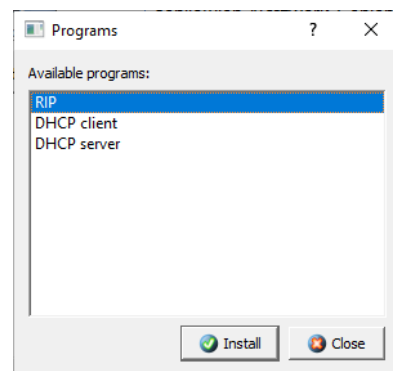 Programs
Available programs:
RIP
DHCP client
DHCP server
Install
Close